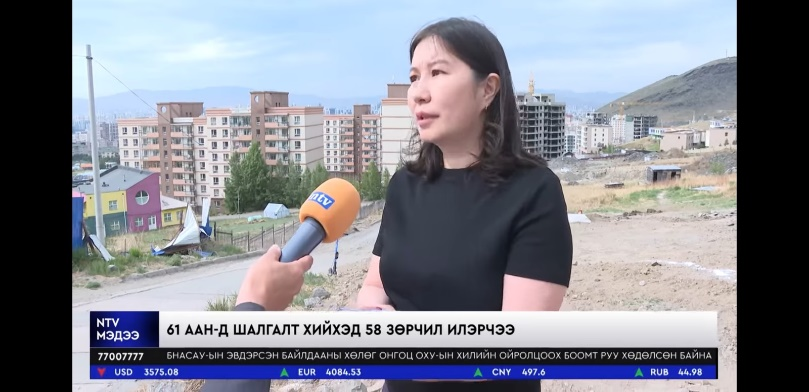 ntv
NTV
МЭДЭЭ
61 ААН-Д ШАЛГАЛТ ХИЙХЭД 58 ЗӨРЧИЛ ИЛЭРЧЭЭ
77007777
БНАСАУ-ЫН ЭВДЭРСЭН БАЙЛДААНЫ ХӨЛӨГ ОНГОЦ ОХУ-ЫН ХИЛИЙН ОЙРОЛЦООХ БООМТ РУУ ХӨДӨЛСӨН БАЙНА
USD 3575.08 EUR 4084.53 CNY 497.6 RUB 44.98